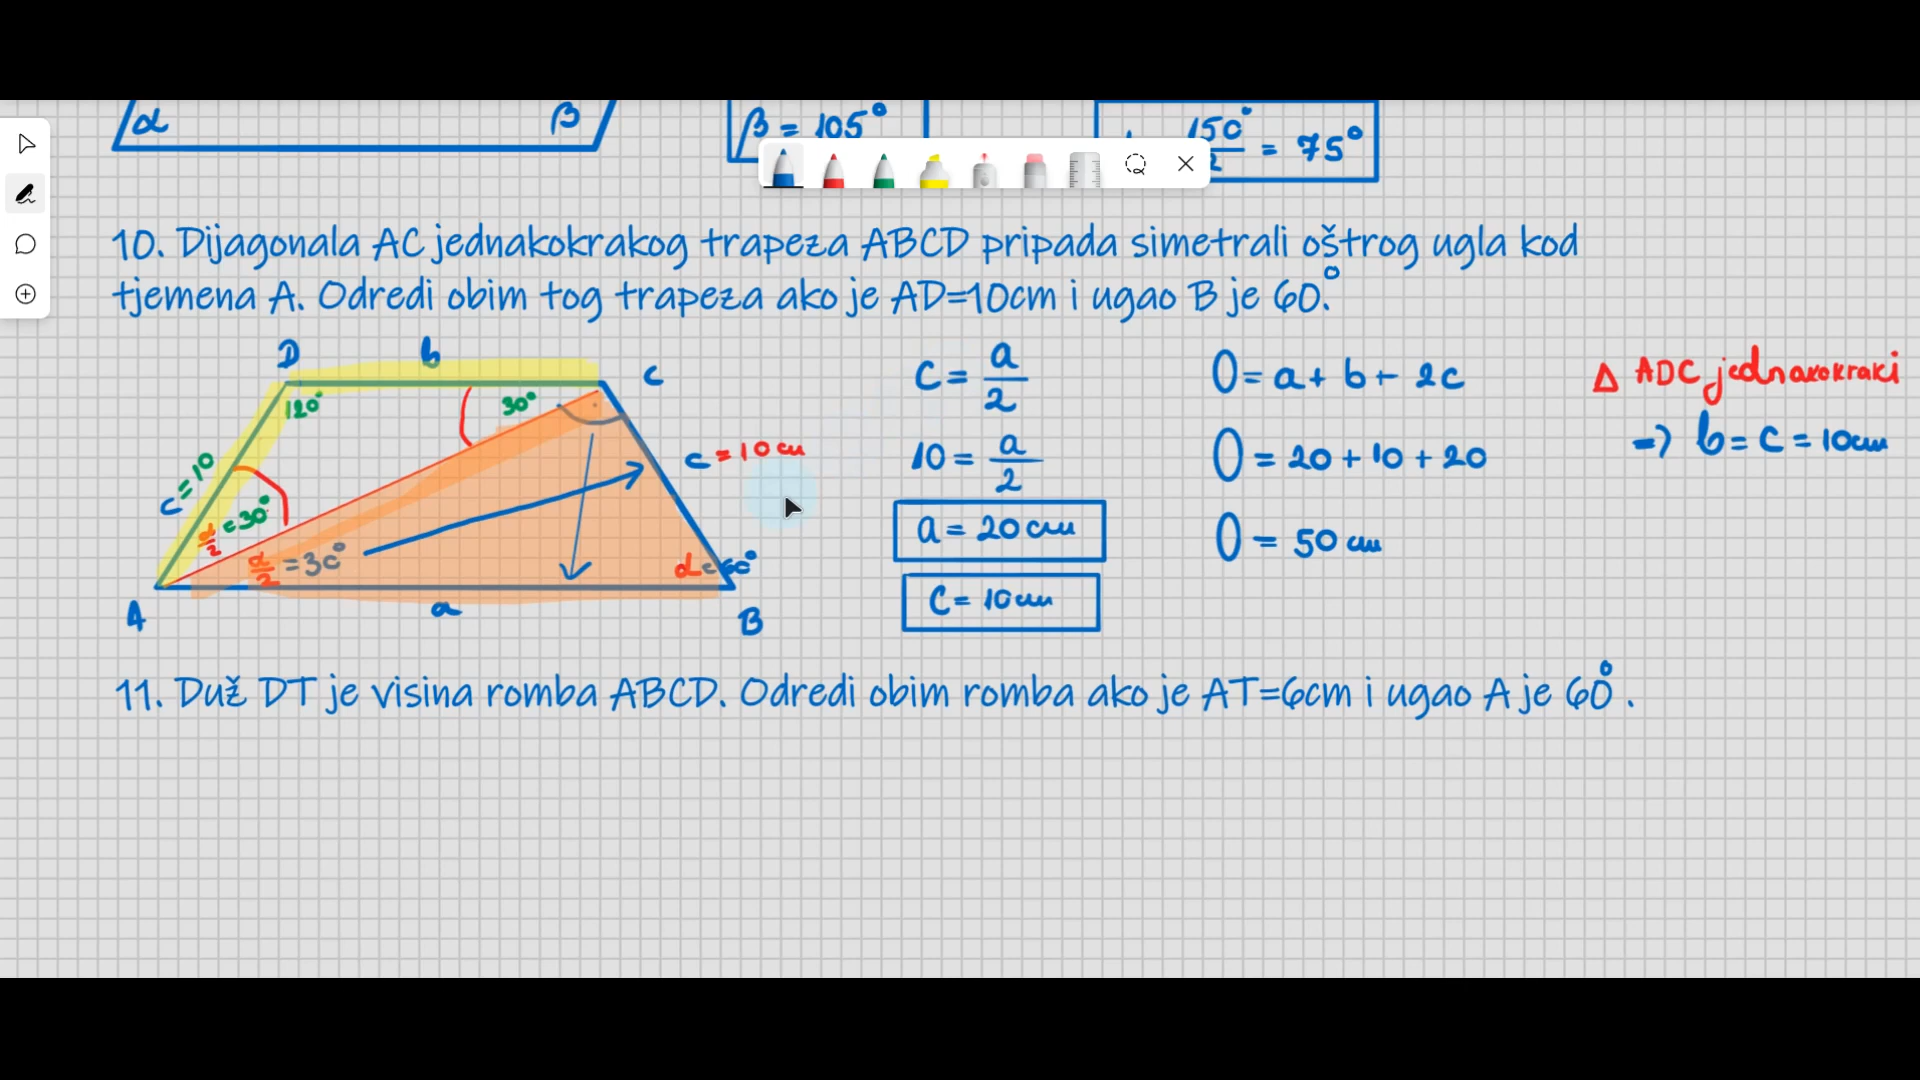 α β
β = 105°
150°
2 = 75°
10. Dijagonala AC jednakokrakog trapeza ABCD pripada simetrali oštrog ugla kod
tjemena A. Odredi obim tog trapeza ako je AD=10cm i ugao B je 60°.
D b C
120° 30°
c = 10
c = 10 cm
α/2 = 30°
α/2 = 30°
α = 60°
A a B
C = a/2
10 = a/2
a = 20 cm
C = 10 cm
O = a + b + 2c
O = 20 + 10 + 20
O = 50 cm
Δ ADC jednakokraki
=> b = c = 10cm
11. Duž DT je visina romba ABCD. Odredi obim romba ako je AT=6cm i ugao A je 60°.